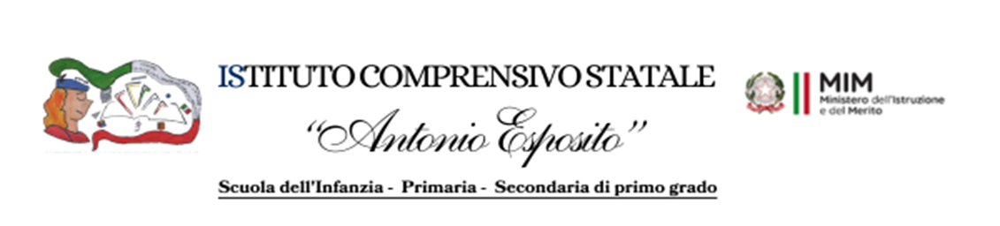 ISTITUTO COMPRENSIVO STATALE
“Antonio Esposito”
Scuola dell'Infanzia - Primaria - Secondaria di primo grado
MIM
Ministero dell'Istruzione
e del Merito